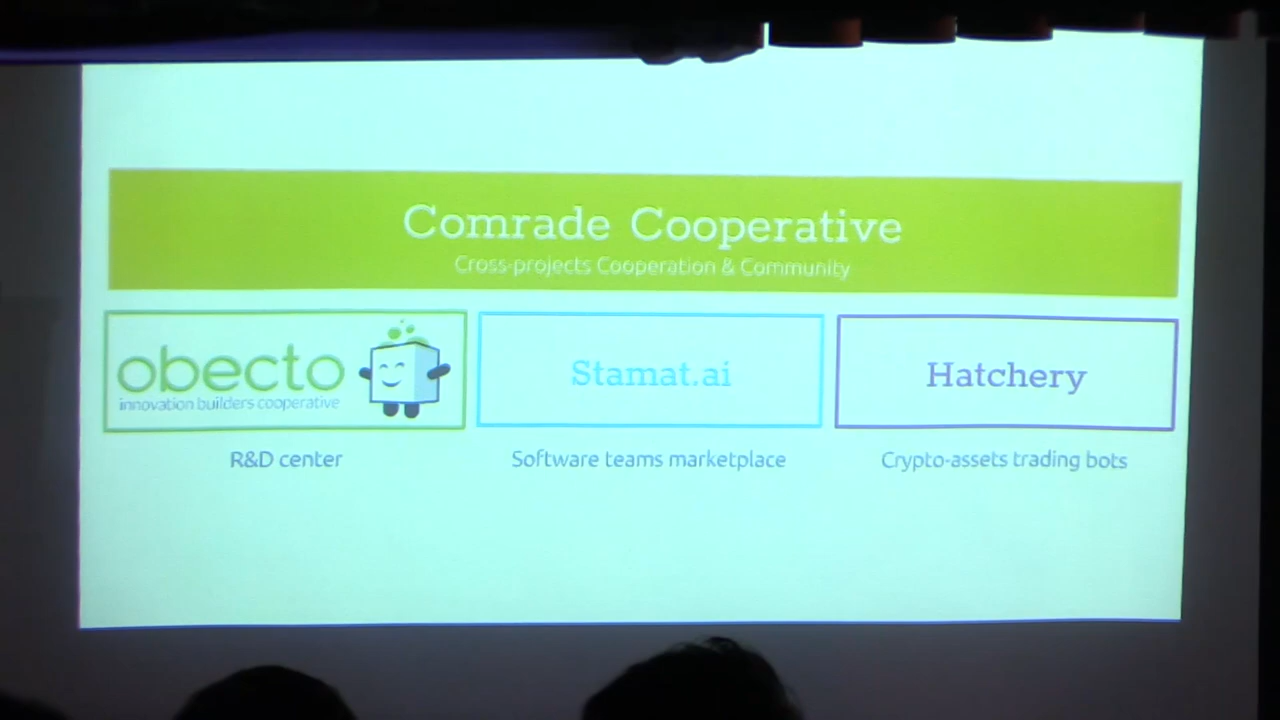 Comrade Cooperative
Cross-projects Cooperation & Community
obecto
innovation builders cooperative
Stamat.ai
Hatchery
R&D center
Software teams marketplace
Crypto-assets trading bots